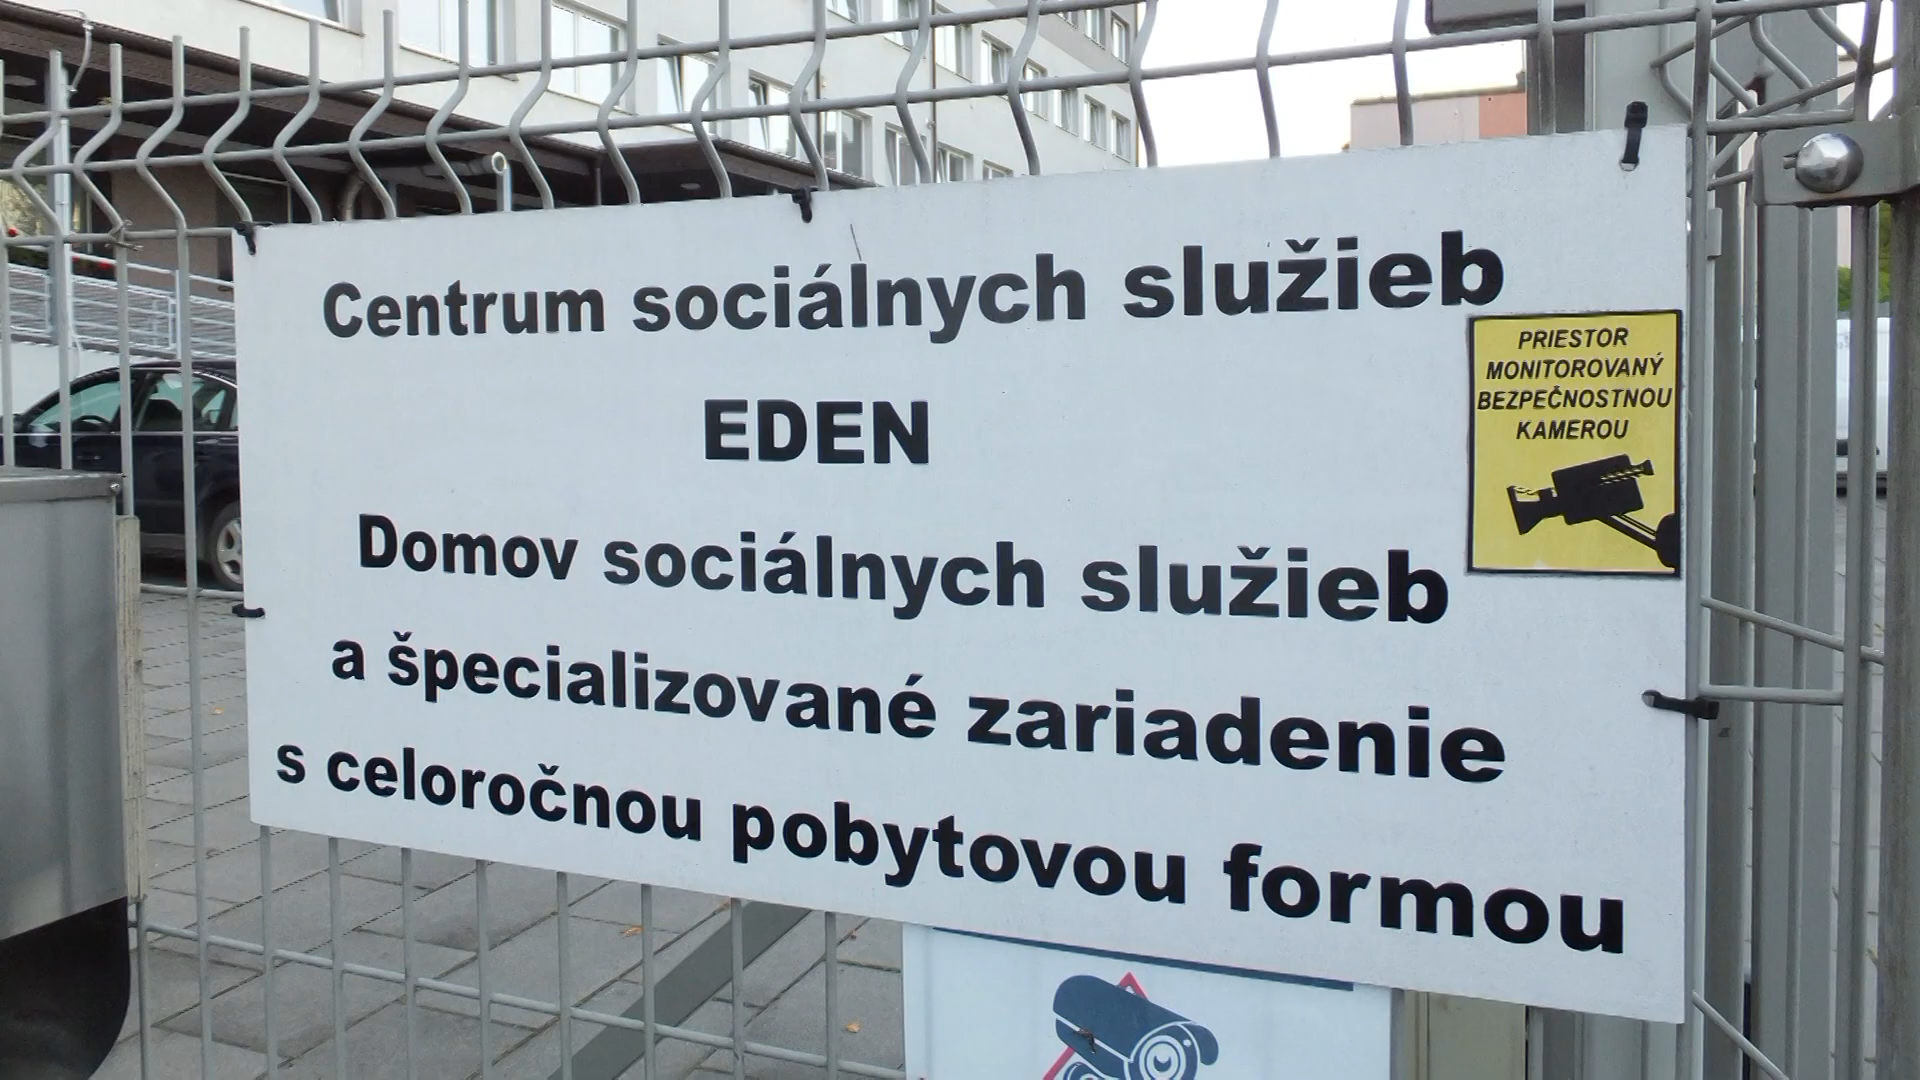 Centrum sociálnych služieb
EDEN
Domov sociálnych služieb
a špecializované zariadenie
s celoročnou pobytovou formou
PRIESTOR
MONITOROVANÝ
BEZPEČNOSTNOU
KAMEROU